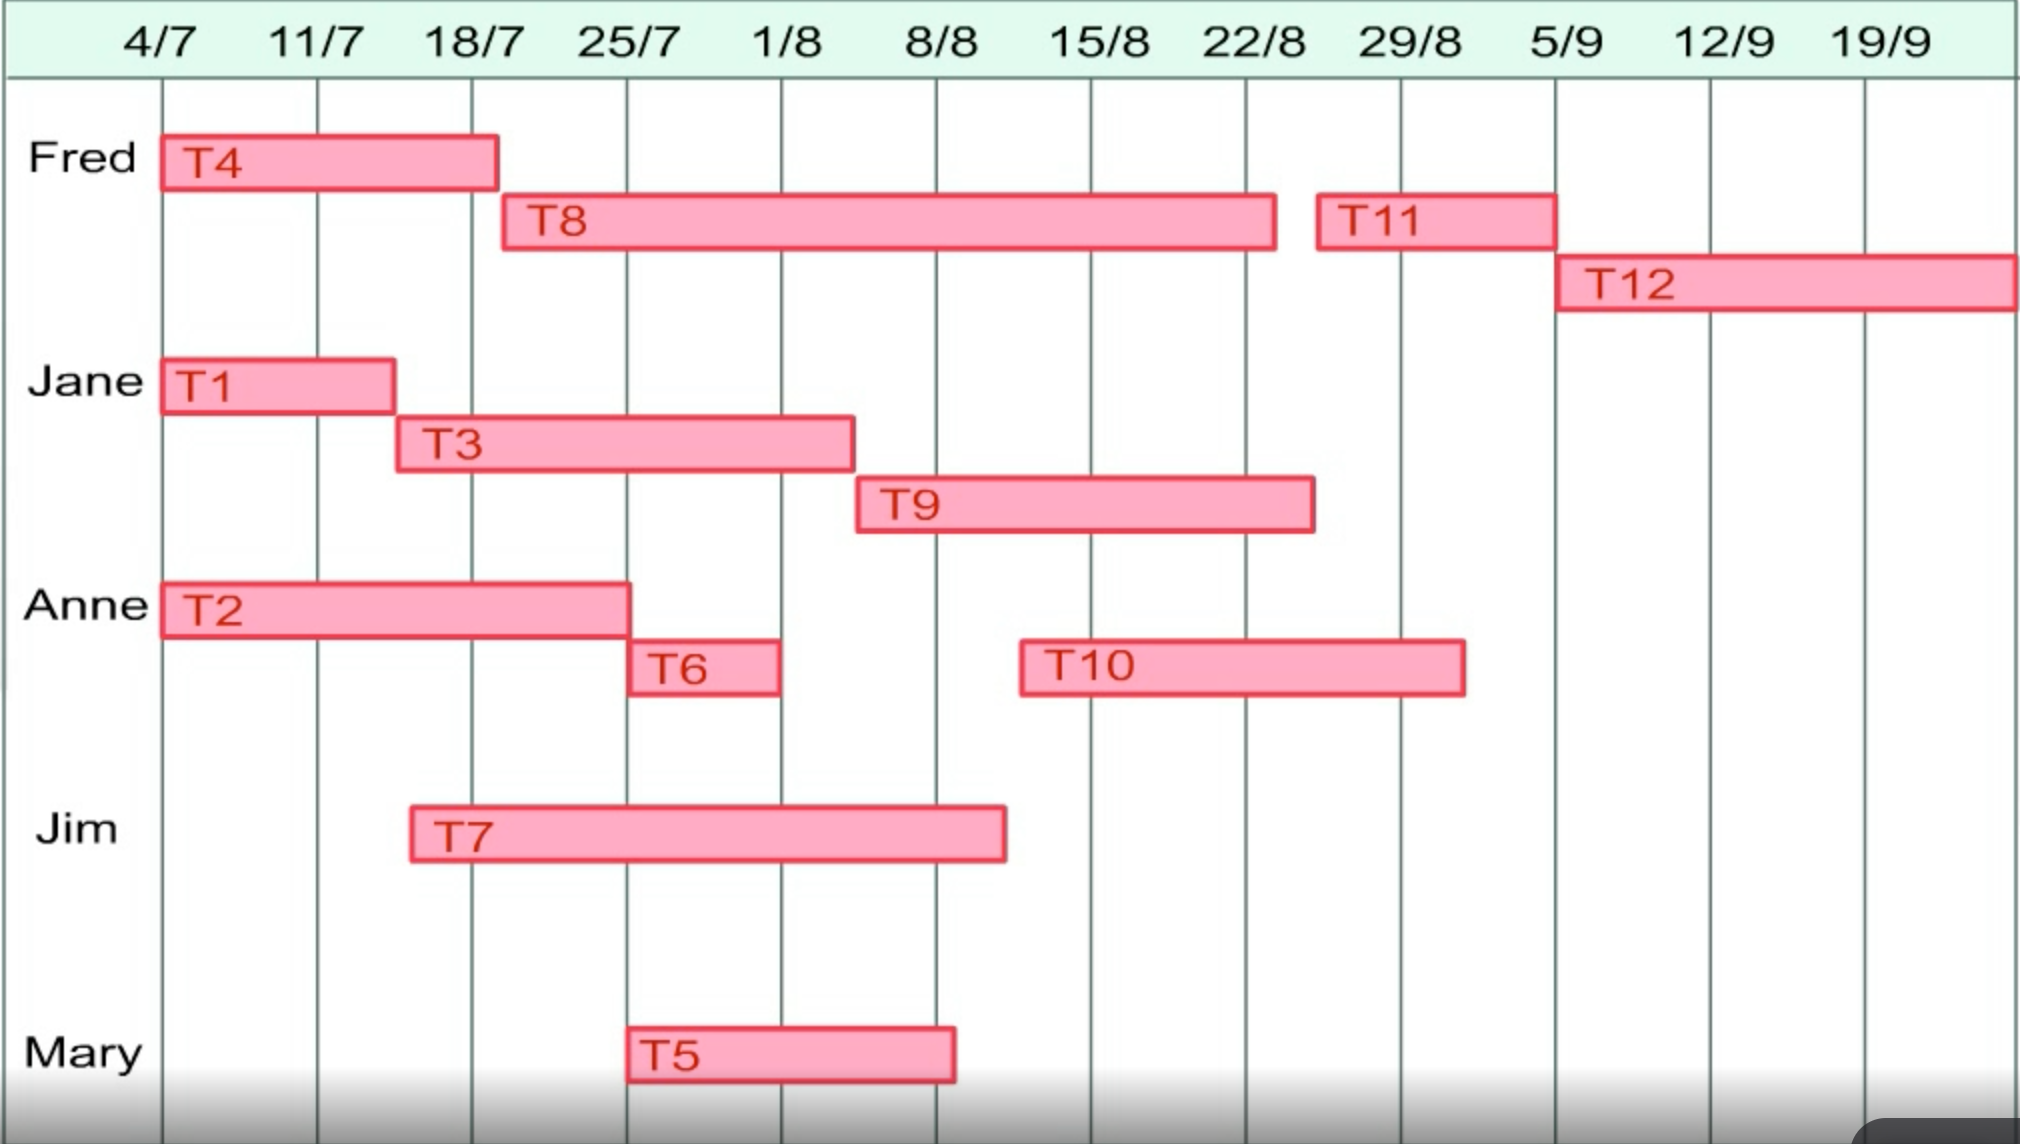 4/7 11/7 18/7 25/7 1/8 8/8 15/8 22/8 29/8 5/9 12/9 19/9
Fred T4
T8 T11
T12
Jane T1
T3
T9
Anne T2
T6 T10
Jim T7
Mary T5